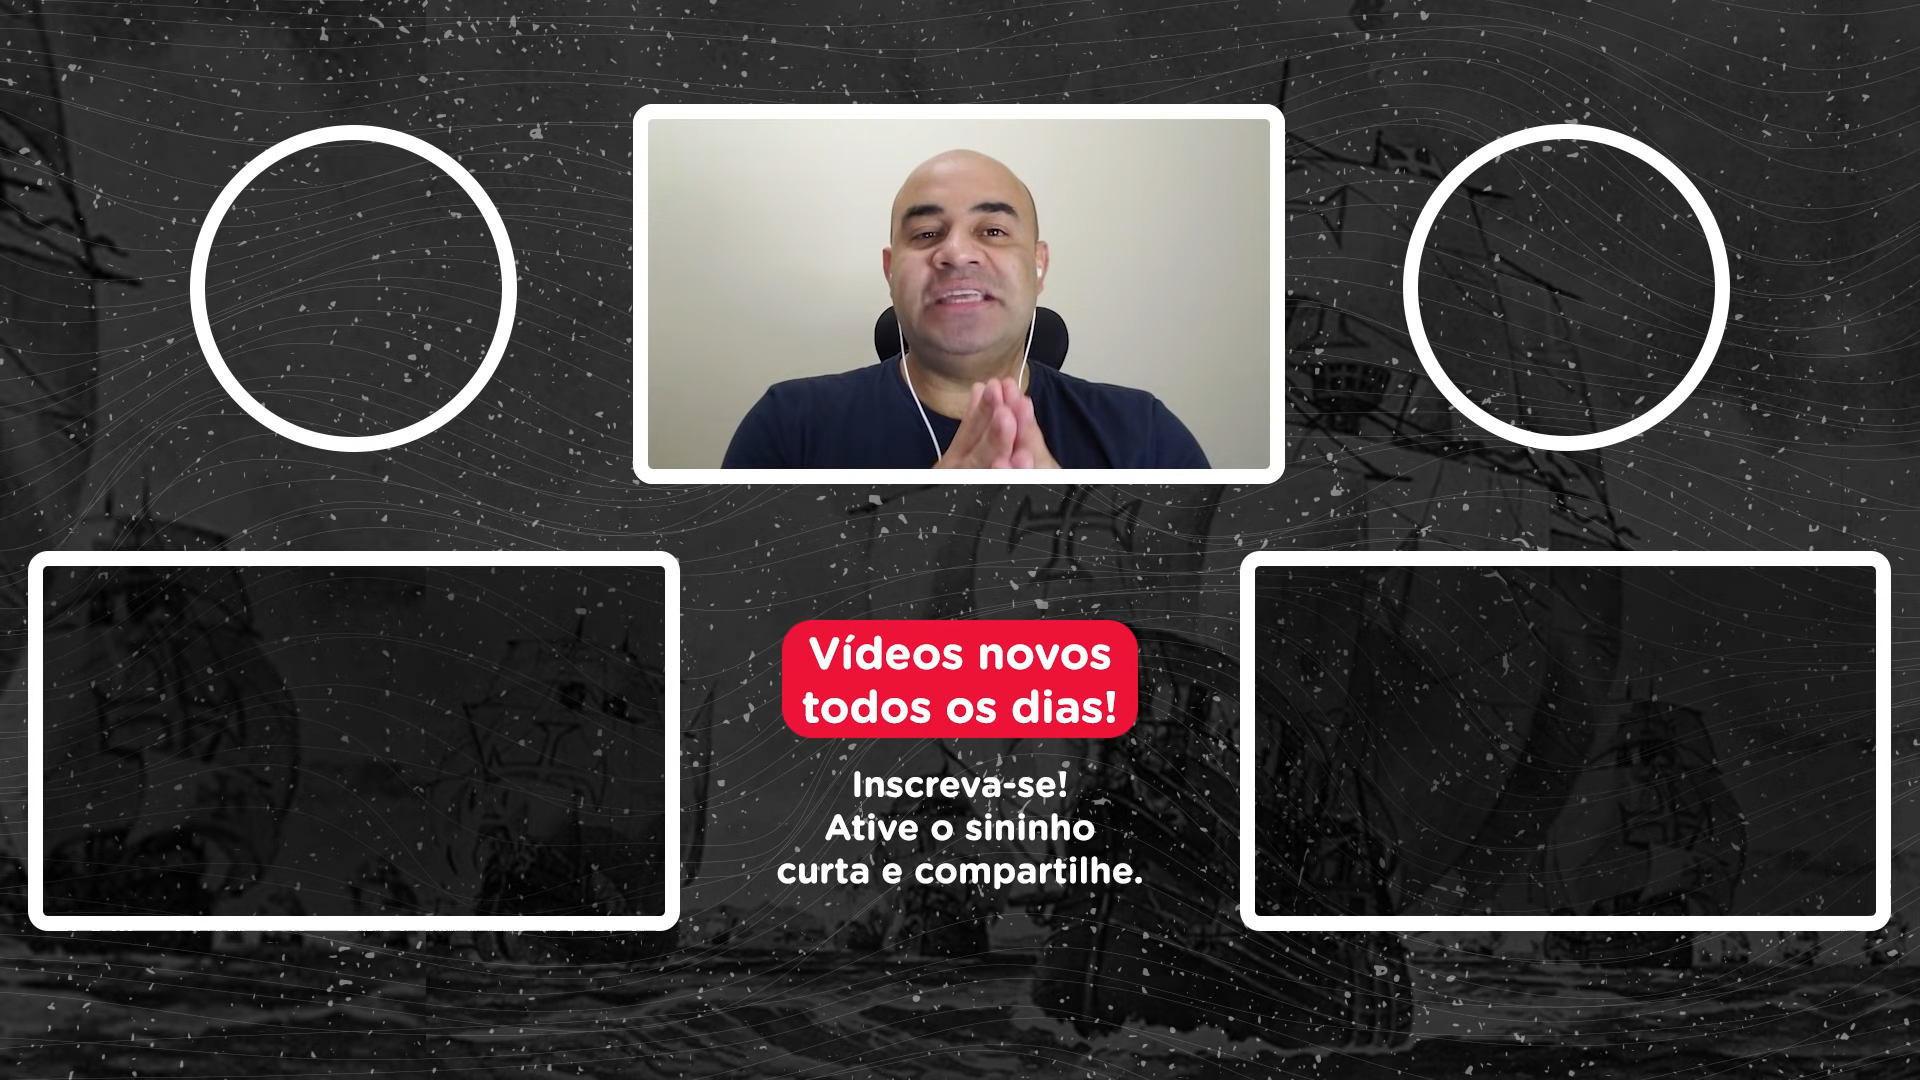 Vídeos novos
todos os dias!
Inscreva-se!
Ative o sininho
curta e compartilhe.